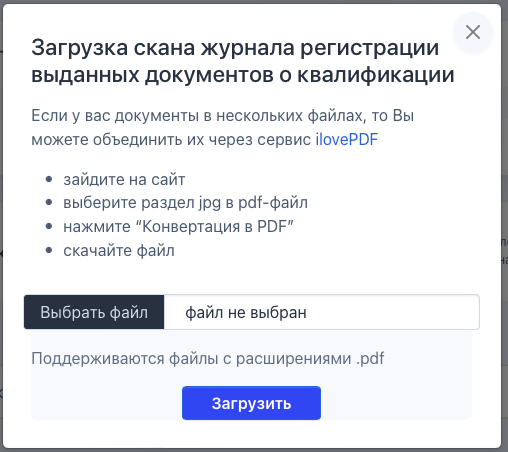 Загрузка скана журнала регистрации
выданных документов о квалификации
Если у вас документы в нескольких файлах, то Вы
можете объединить их через сервис ilovePDF
зайдите на сайт
выберите раздел jpg в pdf-файл
нажмите “Конвертация в PDF”
скачайте файл
Выбрать файл файл не выбран
Поддерживаются файлы с расширениями .pdf
Загрузить